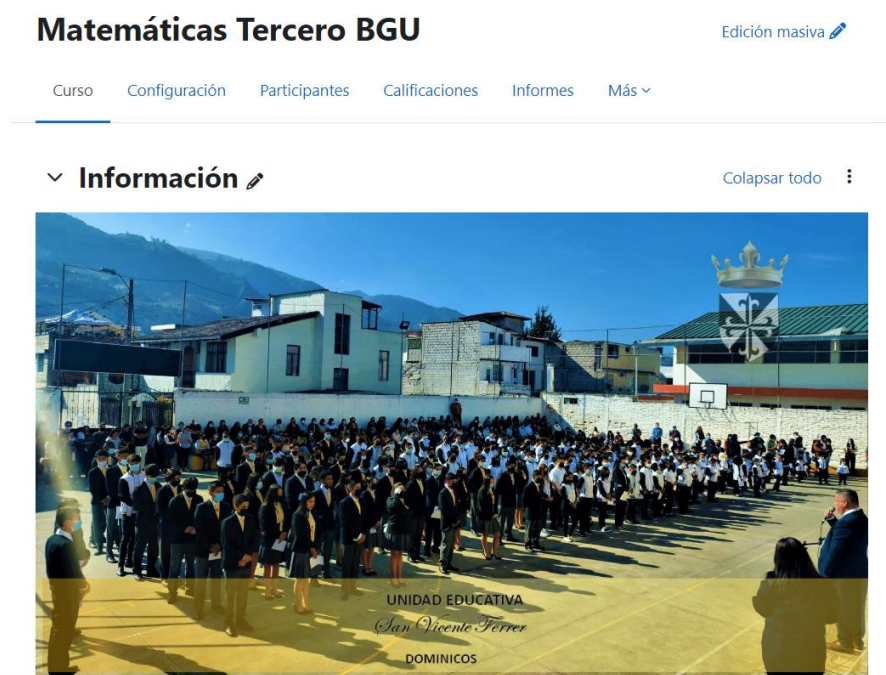 Matemáticas Tercero BGU
Edición masiva
Curso Configuración Participantes Calificaciones Informes Más
Información
Colapsar todo
UNIDAD EDUCATIVA
San Vicente Ferrer
DOMINICOS